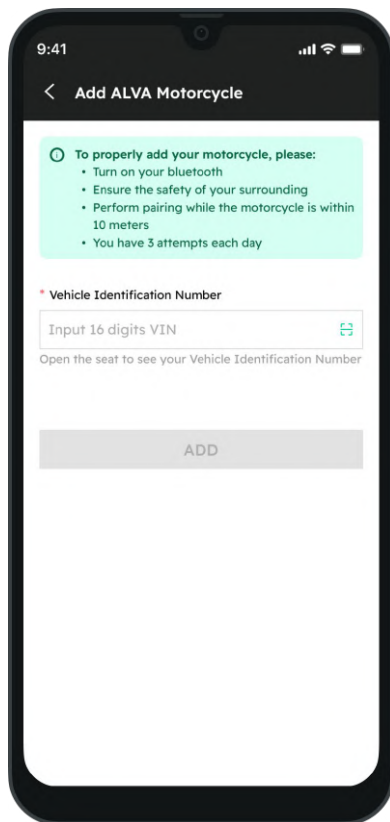 9:41
Add ALVA Motorcycle
To properly add your motorcycle, please:
• Turn on your bluetooth
• Ensure the safety of your surrounding
• Perform pairing while the motorcycle is within
10 meters
• You have 3 attempts each day
* Vehicle Identification Number
Input 16 digits VIN
Open the seat to see your Vehicle Identification Number
ADD